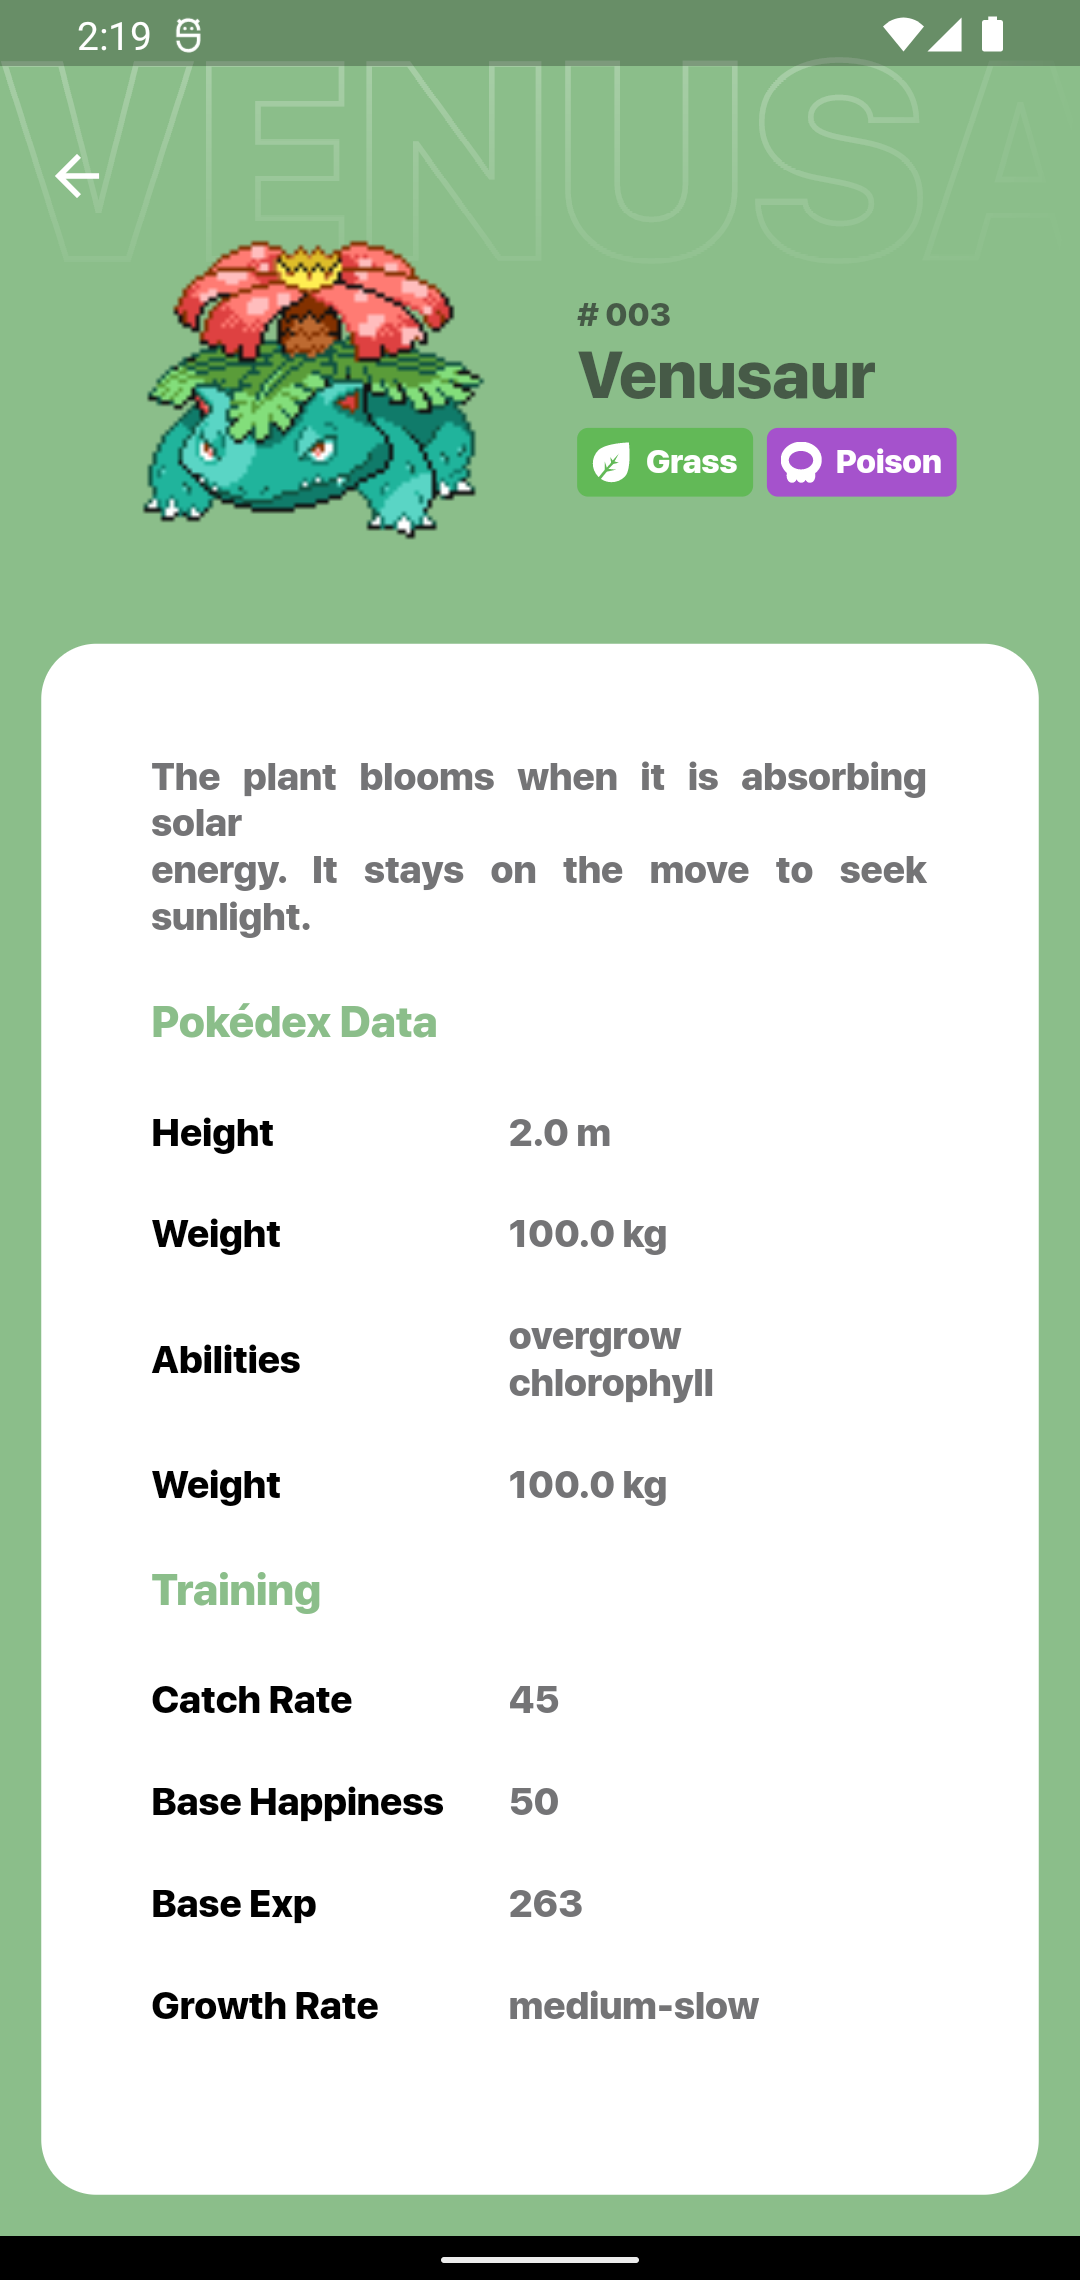 2:19
VENUSA
# 003
Venusaur
Grass Poison
The plant blooms when it is absorbing
solar
energy. It stays on the move to seek
sunlight.
Pokédex Data
Height 2.0 m
Weight 100.0 kg
Abilities overgrow
chlorophyll
Weight 100.0 kg
Training
Catch Rate 45
Base Happiness 50
Base Exp 263
Growth Rate medium-slow